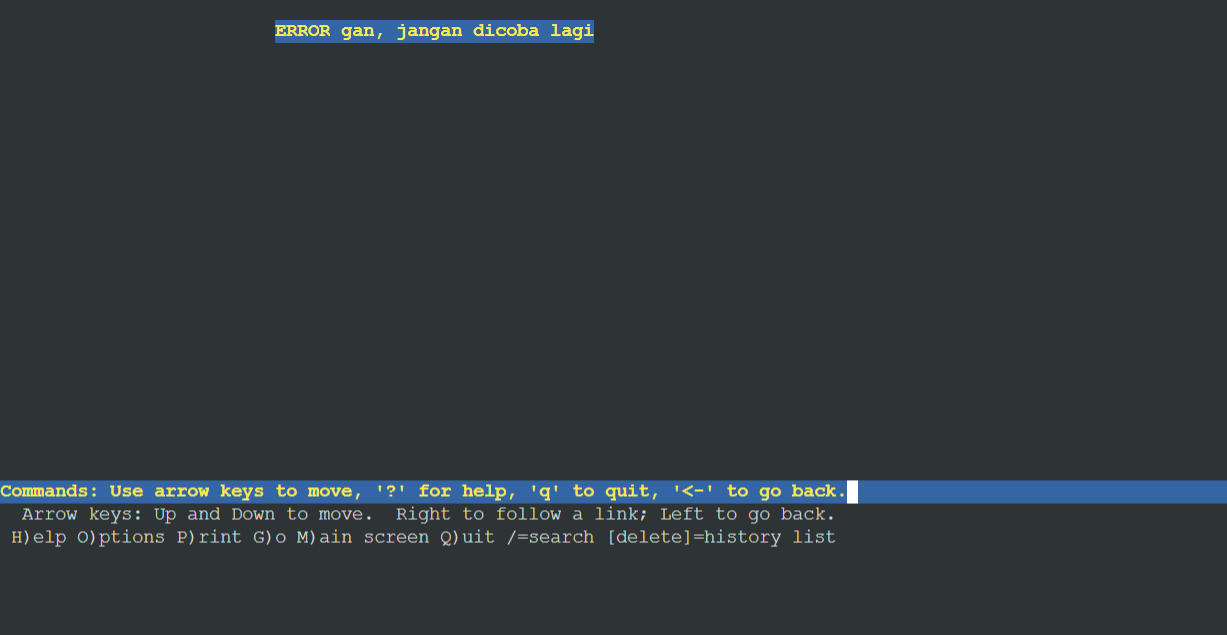 ERROR gan, jangan dicoba lagi
Commands: Use arrow keys to move, '?' for help, 'q' to quit, '<-' to go back.
Arrow keys: Up and Down to move.  Right to follow a link; Left to go back.
H)elp O)ptions P)rint G)o M)ain screen Q)uit /=search [delete]=history list